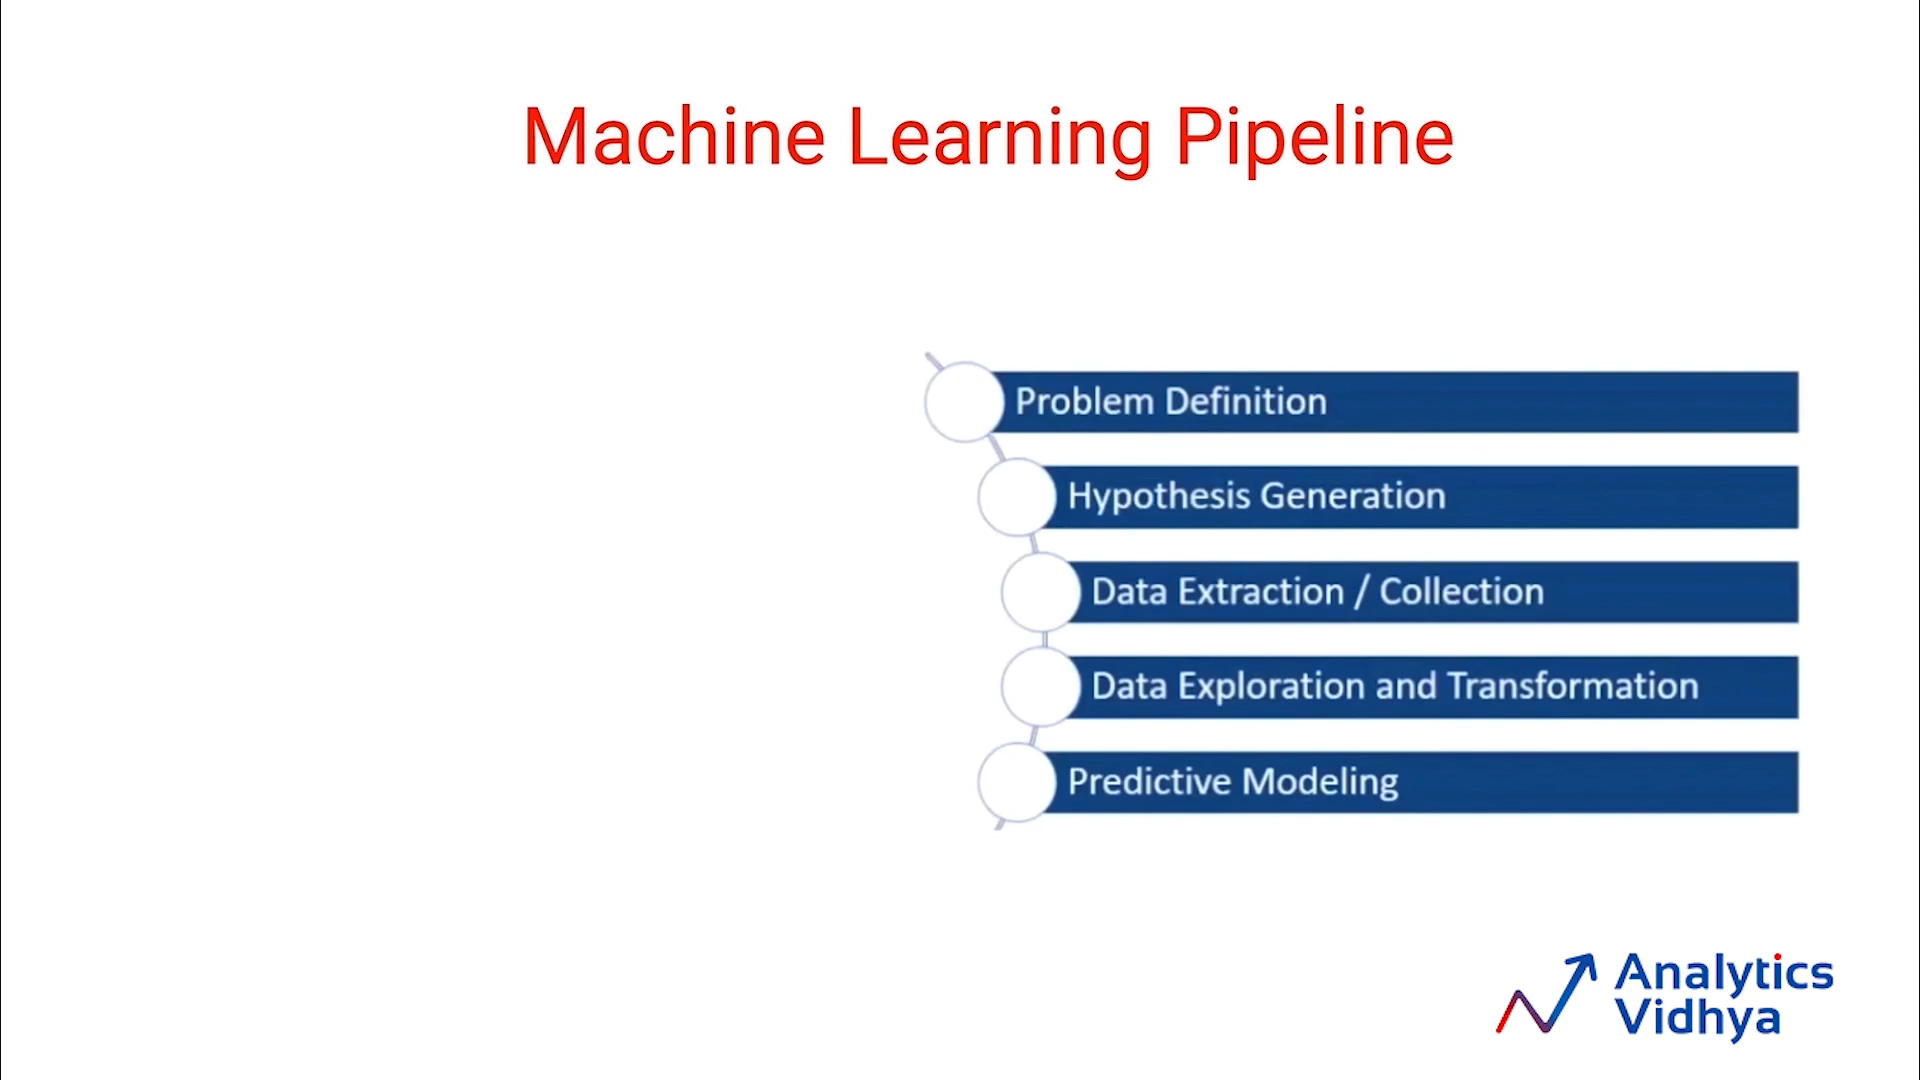 Machine Learning Pipeline
Problem Definition
Hypothesis Generation
Data Extraction / Collection
Data Exploration and Transformation
Predictive Modeling
Analytics
Vidhya